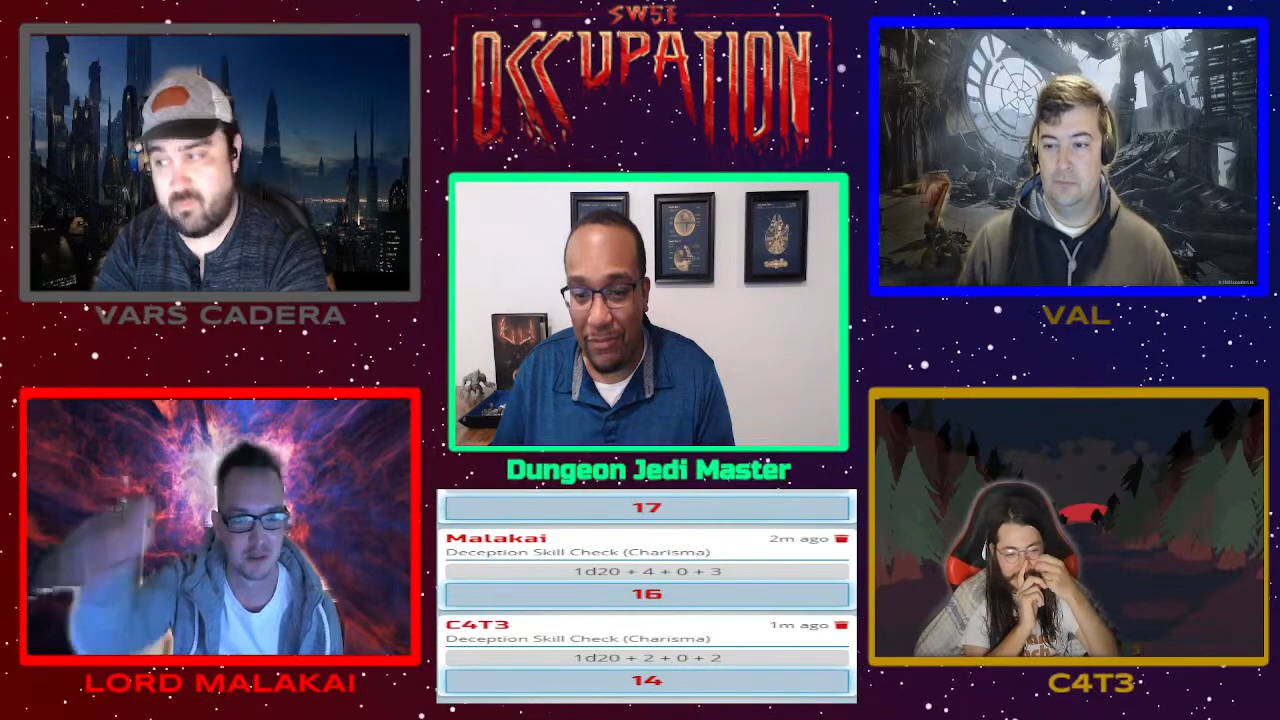 SW5E
OCCUPATION
VARS CADERA
VAL
Dungeon Jedi Master
17
Malakai
2m ago
Deception Skill Check (Charisma)
1d20 + 4 + 0 + 3
16
C4T3
1m ago
Deception Skill Check (Charisma)
1d20 + 2 + 0 + 2
14
LORD MALAKAI
C4T3